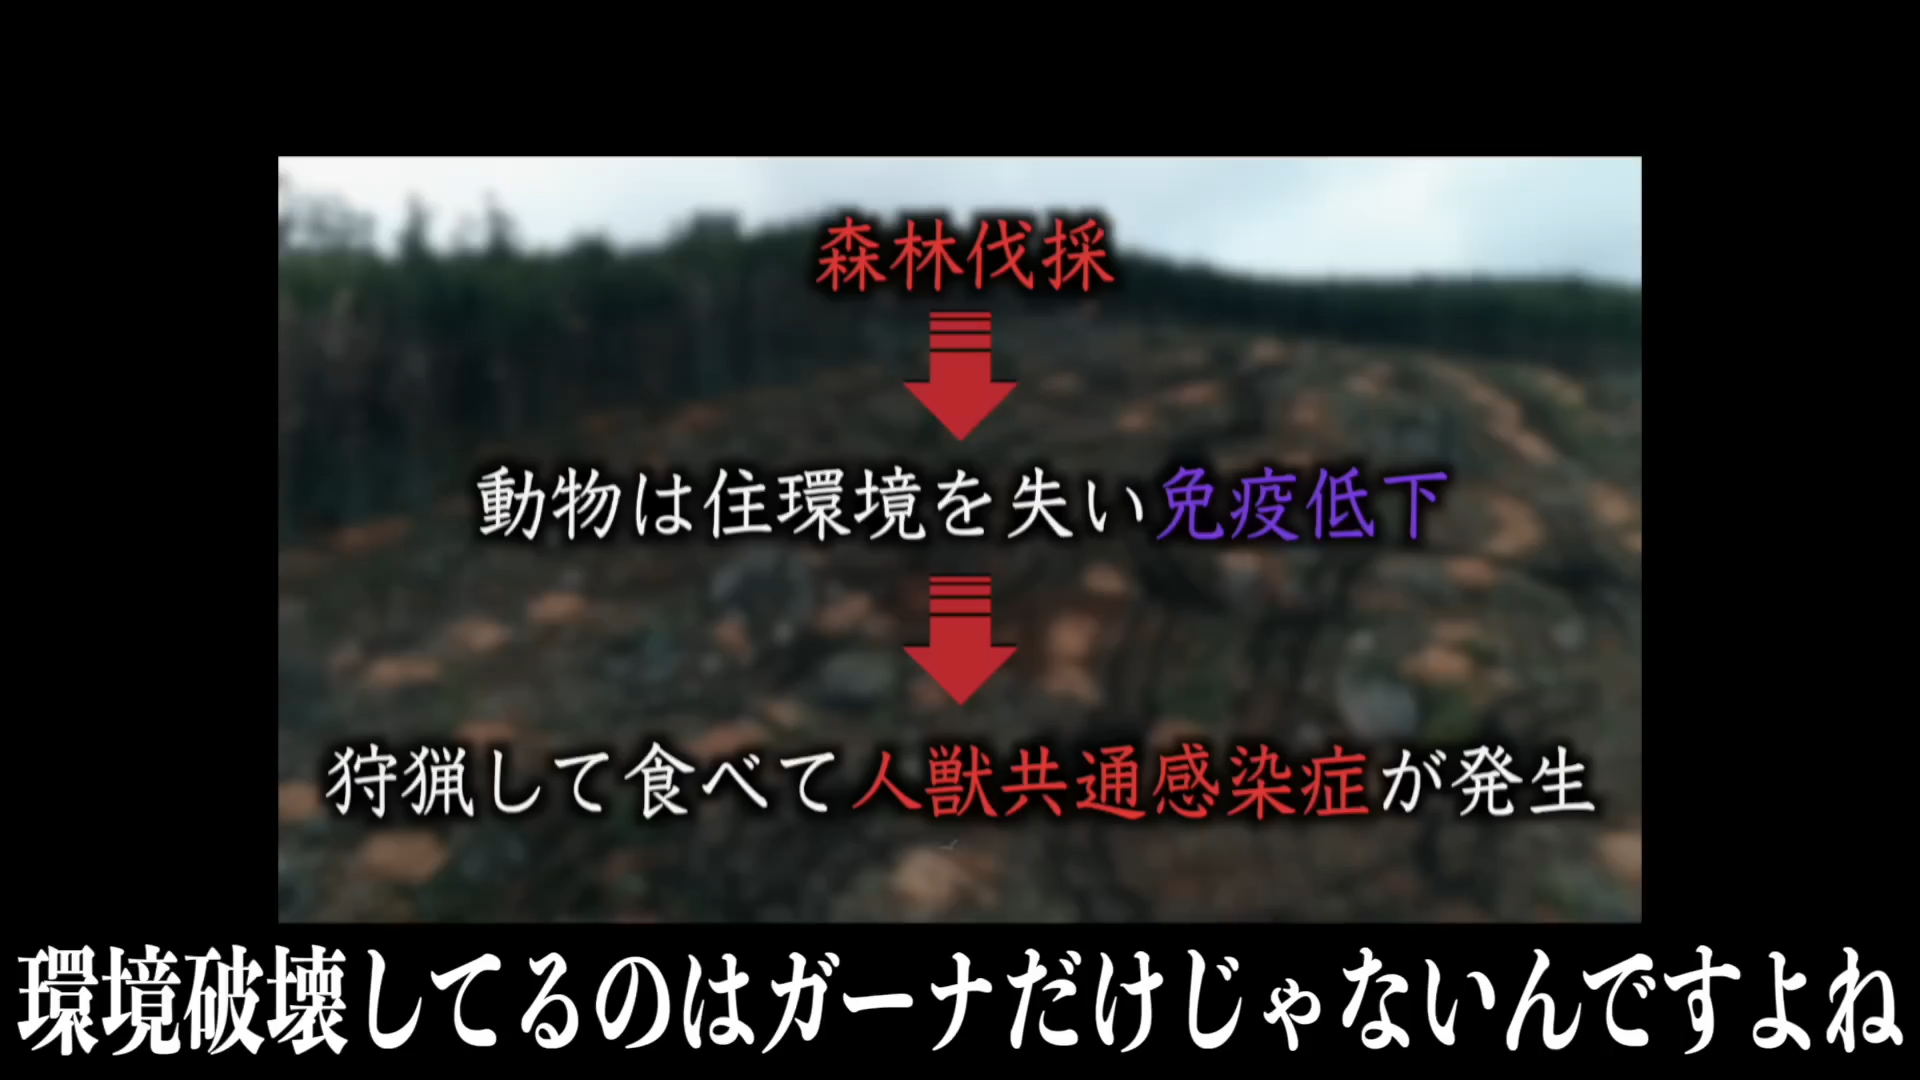 森林伐採
動物は住環境を失い免疫低下
狩猟して食べて人獣共通感染症が発生
環境破壊してるのはガーナだけじゃないんですよね